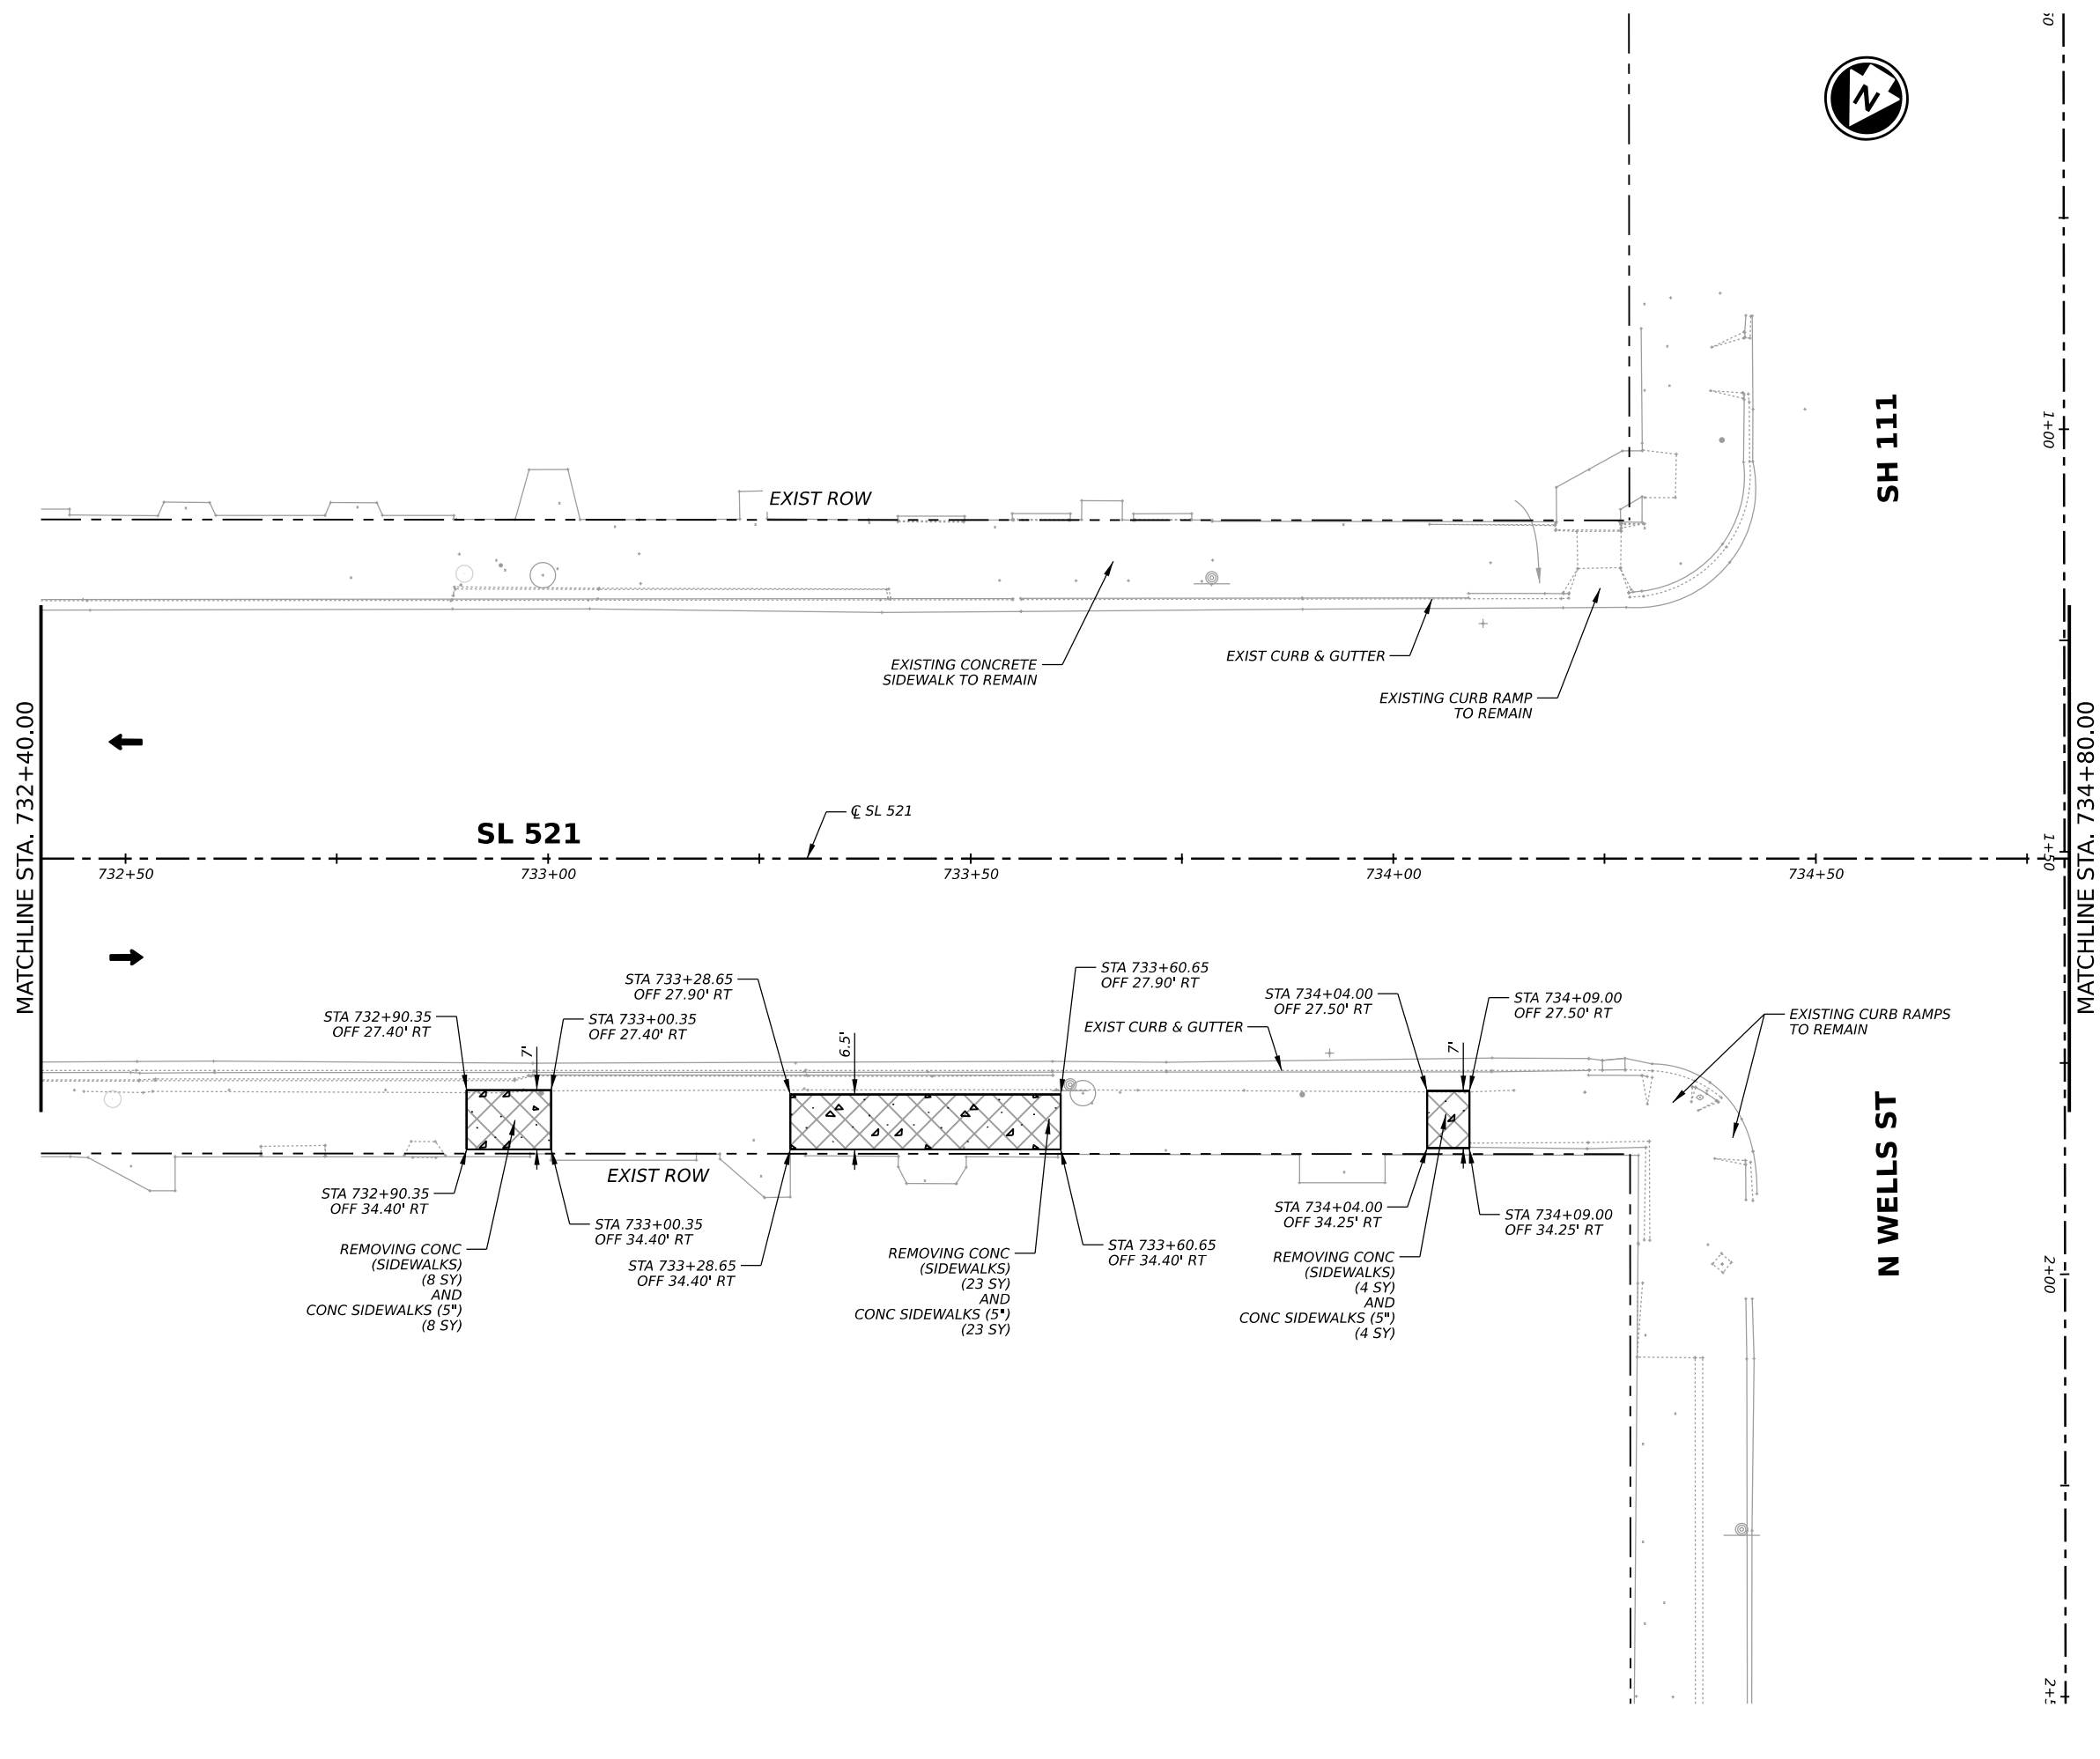 N
SH 111
1+00
EXIST ROW
EXISTING CONCRETE
SIDEWALK TO REMAIN
EXIST CURB & GUTTER
EXISTING CURB RAMP
TO REMAIN
MATCHLINE STA. 732+40.00
MATCHLINE STA. 734+80.00
℄ SL 521
SL 521
1+50
732+50
733+00
733+50
734+00
734+50
STA 732+90.35
OFF 27.40' RT
STA 733+00.35
OFF 27.40' RT
7'
STA 733+28.65
OFF 27.90' RT
6.5'
STA 733+60.65
OFF 27.90' RT
EXIST CURB & GUTTER
STA 734+04.00
OFF 27.50' RT
7'
STA 734+09.00
OFF 27.50' RT
EXISTING CURB RAMPS
TO REMAIN
EXIST ROW
STA 732+90.35
OFF 34.40' RT
STA 733+00.35
OFF 34.40' RT
STA 733+28.65
OFF 34.40' RT
STA 733+60.65
OFF 34.40' RT
STA 734+04.00
OFF 34.25' RT
STA 734+09.00
OFF 34.25' RT
REMOVING CONC
(SIDEWALKS)
(8 SY)
AND
CONC SIDEWALKS (5")
(8 SY)
REMOVING CONC
(SIDEWALKS)
(23 SY)
AND
CONC SIDEWALKS (5")
(23 SY)
REMOVING CONC
(SIDEWALKS)
(4 SY)
AND
CONC SIDEWALKS (5")
(4 SY)
N WELLS ST
2+00